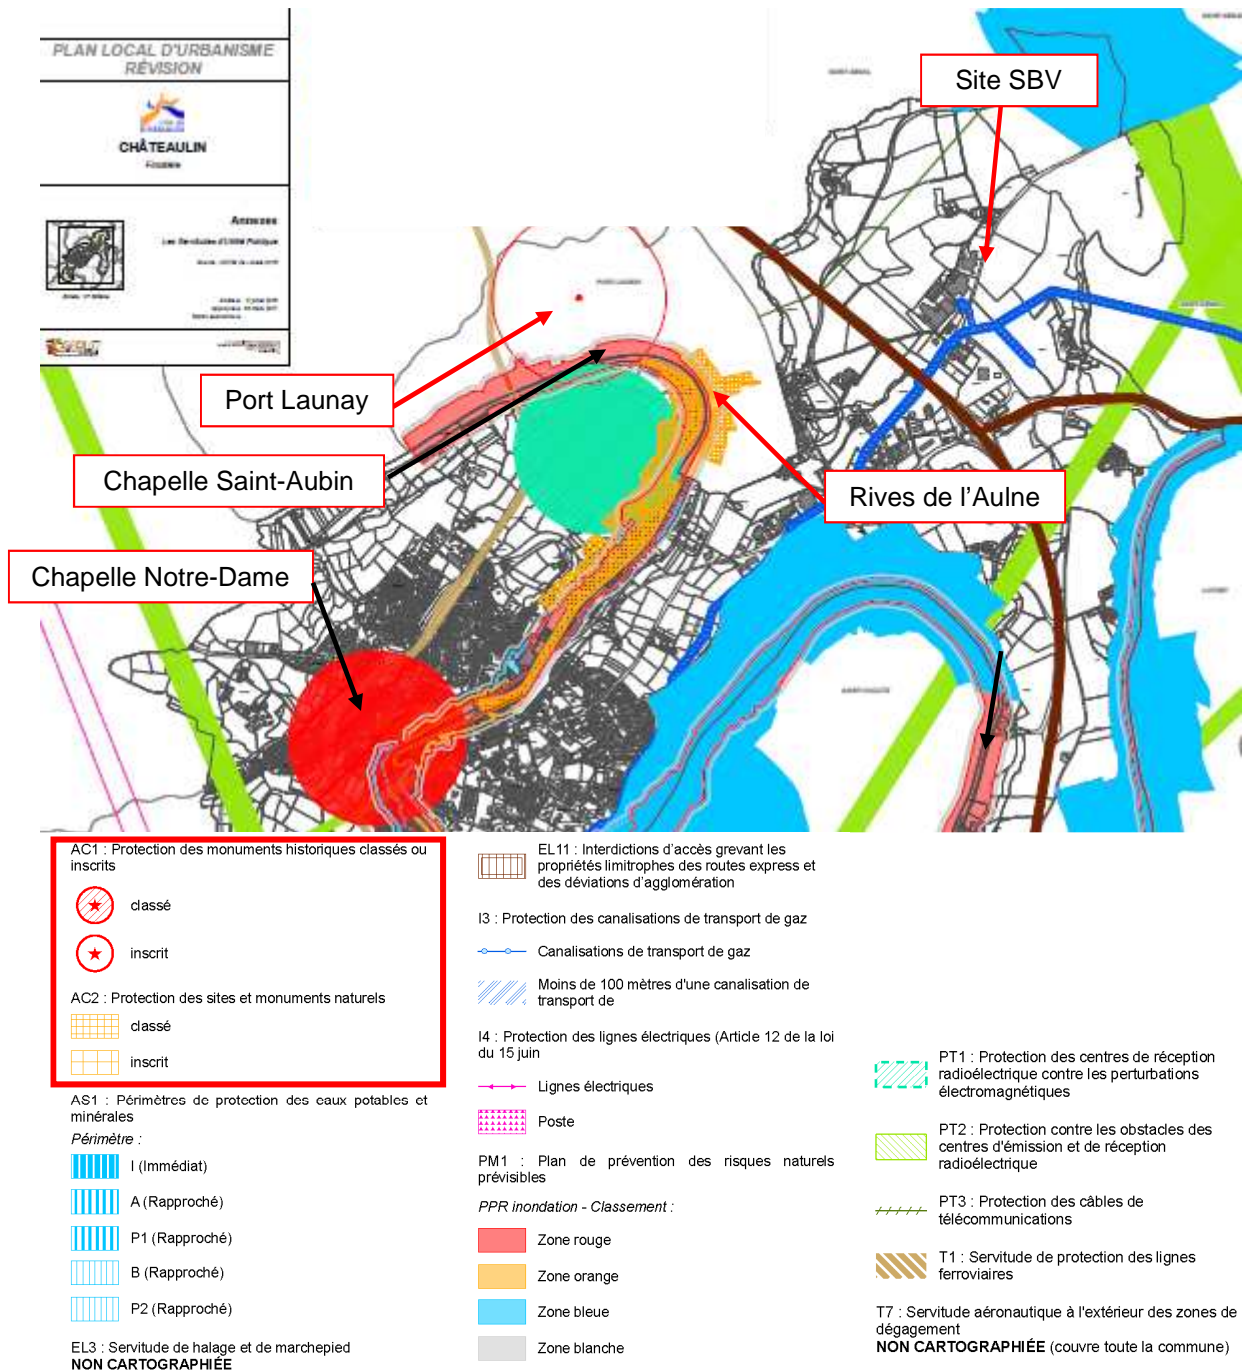 PLAN LOCAL D'URBANISME
RÉVISION
CHÂTEAULIN
Finistère
Annexes
Les Servitudes d'Utilité Publique
Site SBV
Port Launay
Chapelle Saint-Aubin
Rives de l'Aulne
Chapelle Notre-Dame
AC1 : Protection des monuments historiques classés ou
inscrits
classé
inscrit
AC2 : Protection des sites et monuments naturels
classé
inscrit
AS1 : Périmètres de protection des eaux potables et
minérales
Périmètre :
I (Immédiat)
A (Rapproché)
P1 (Rapproché)
B (Rapproché)
P2 (Rapproché)
EL3 : Servitude de halage et de marchepied
NON CARTOGRAPHIÉE
EL11 : Interdictions d'accès grevant les
propriétés limitrophes des routes express et
des déviations d'agglomération
I3 : Protection des canalisations de transport de gaz
Canalisations de transport de gaz
Moins de 100 mètres d'une canalisation de
transport de
I4 : Protection des lignes électriques (Article 12 de la loi
du 15 juin
Lignes électriques
Poste
PM1 : Plan de prévention des risques naturels
prévisibles
PPR inondation - Classement :
Zone rouge
Zone orange
Zone bleue
Zone blanche
PT1 : Protection des centres de réception
radioélectrique contre les perturbations
électromagnétiques
PT2 : Protection contre les obstacles des
centres d'émission et de réception
radioélectrique
PT3 : Protection des câbles de
télécommunications
T1 : Servitude de protection des lignes
ferroviaires
T7 : Servitude aéronautique à l'extérieur des zones de
dégagement
NON CARTOGRAPHIÉE (couvre toute la commune)